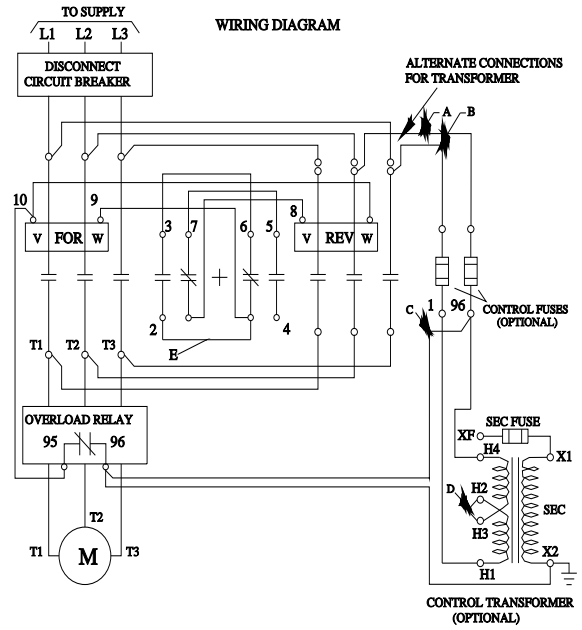 TO SUPPLY
L1 L2 L3
WIRING DIAGRAM
DISCONNECT
CIRCUIT BREAKER
ALTERNATE CONNECTIONS
FOR TRANSFORMER
A B
10 9 3 7 6 5 8
V FOR W
V REV W
2 4
E
C 1 96
CONTROL FUSES
(OPTIONAL)
T1 T2 T3
OVERLOAD RELAY
95 96
SEC FUSE
XF
H4 X1
D H2
SEC
H3
T2
T1 M T3
X2
H1
CONTROL TRANSFORMER
(OPTIONAL)